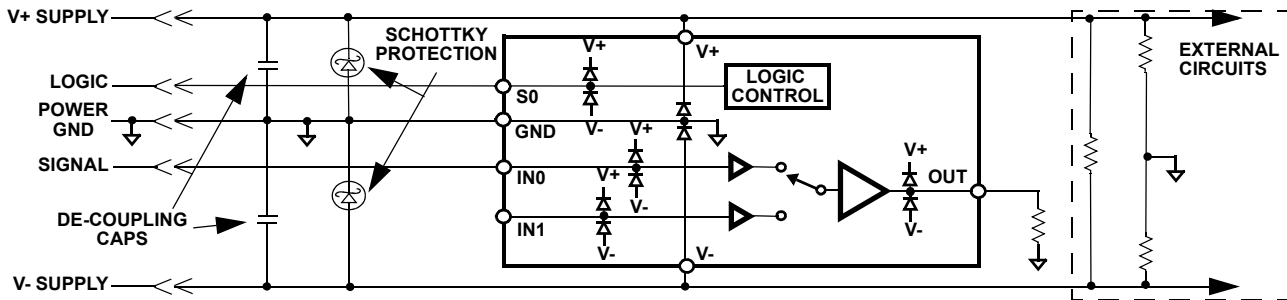 V+ SUPPLY
LOGIC
POWER
GND
SIGNAL
DE-COUPLING
CAPS
V- SUPPLY
SCHOTTKY
PROTECTION
V+
V+
S0
V-
LOGIC
CONTROL
GND
V+
IN0
V-
V+
IN1
V-
V+
OUT
V-
V-
EXTERNAL
CIRCUITS